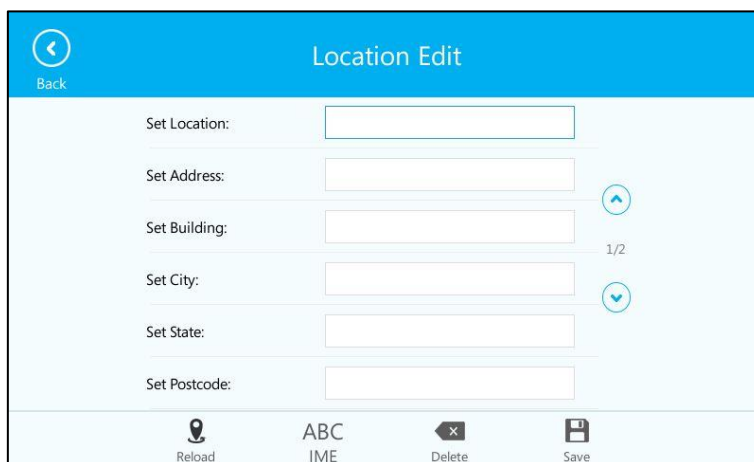 Location Edit
Back
Set Location:
Set Address:
Set Building:
1/2
Set City:
Set State:
Set Postcode:
ABC
Reload
IME
Delete
Save